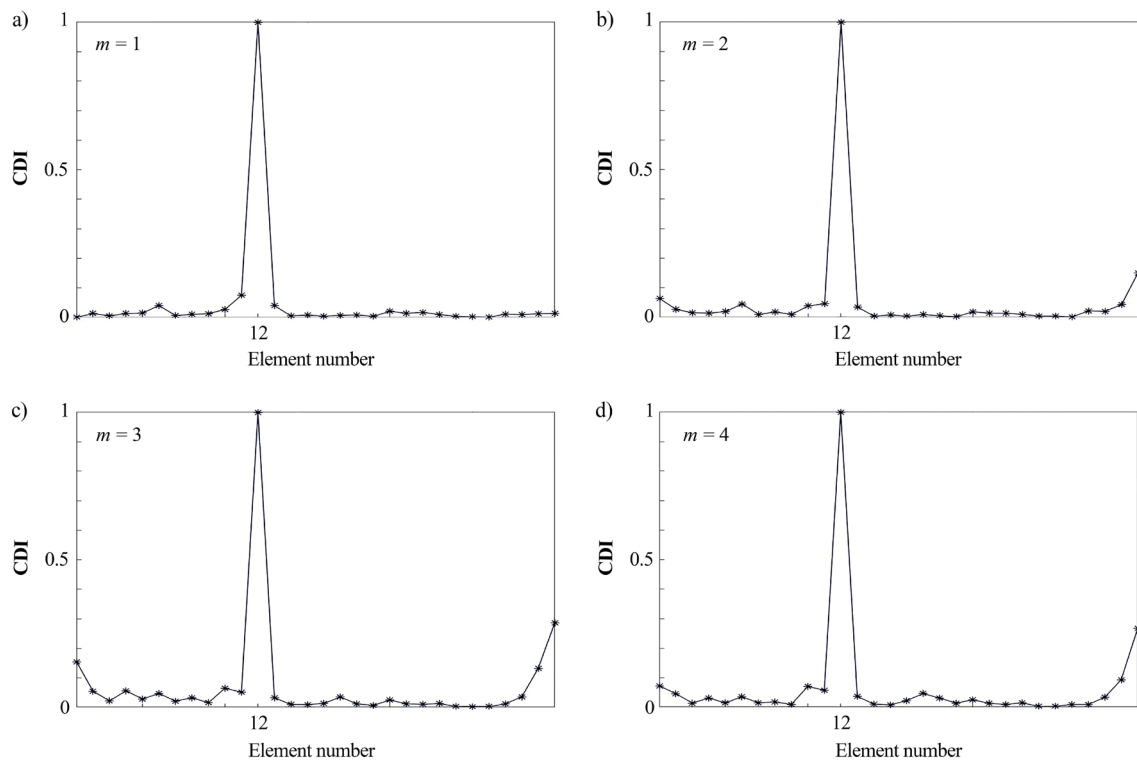 a)
1
m = 1
0.5
CDI
0
12
Element number
b)
1
m = 2
0.5
CDI
0
12
Element number
c)
1
m = 3
0.5
CDI
0
12
Element number
d)
1
m = 4
0.5
CDI
0
12
Element number